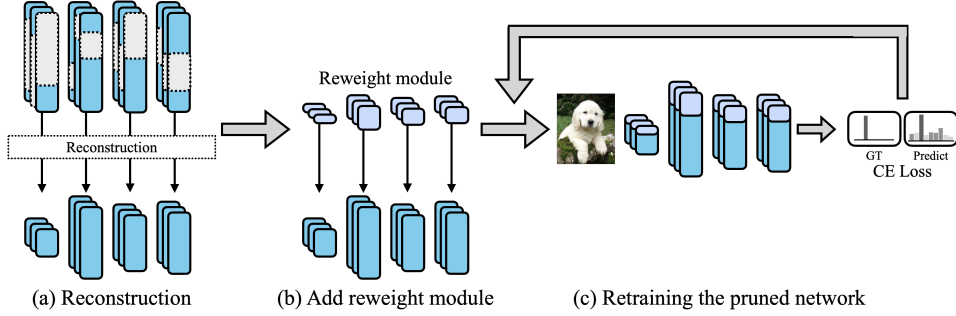 Reweight module
Reconstruction
GT
Predict
CE Loss
(a) Reconstruction
(b) Add reweight module
(c) Retraining the pruned network